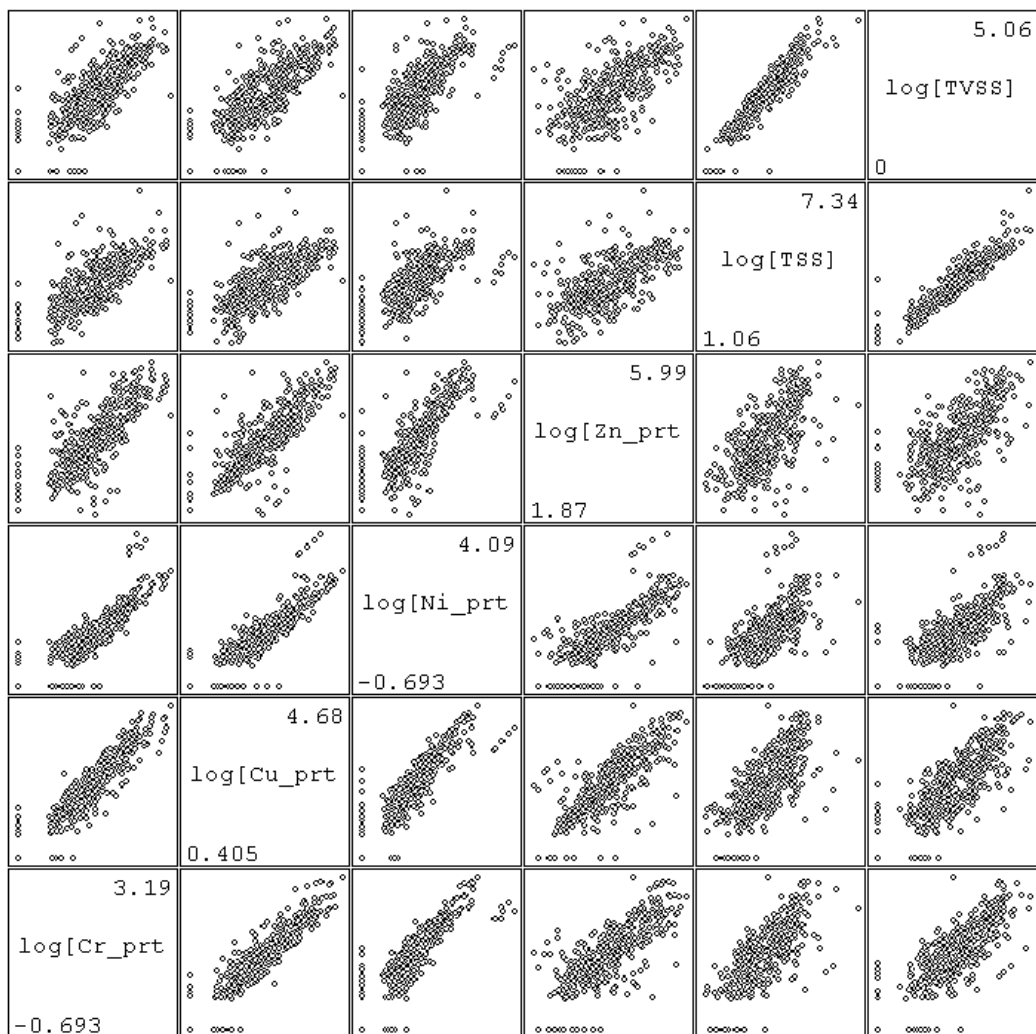 5.06
log[TVSS]
0
7.34
log[TSS]
1.06
5.99
log[Zn_prt
1.87
4.09
log[Ni_prt
-0.693
4.68
log[Cu_prt
0.405
3.19
log[Cr_prt
-0.693